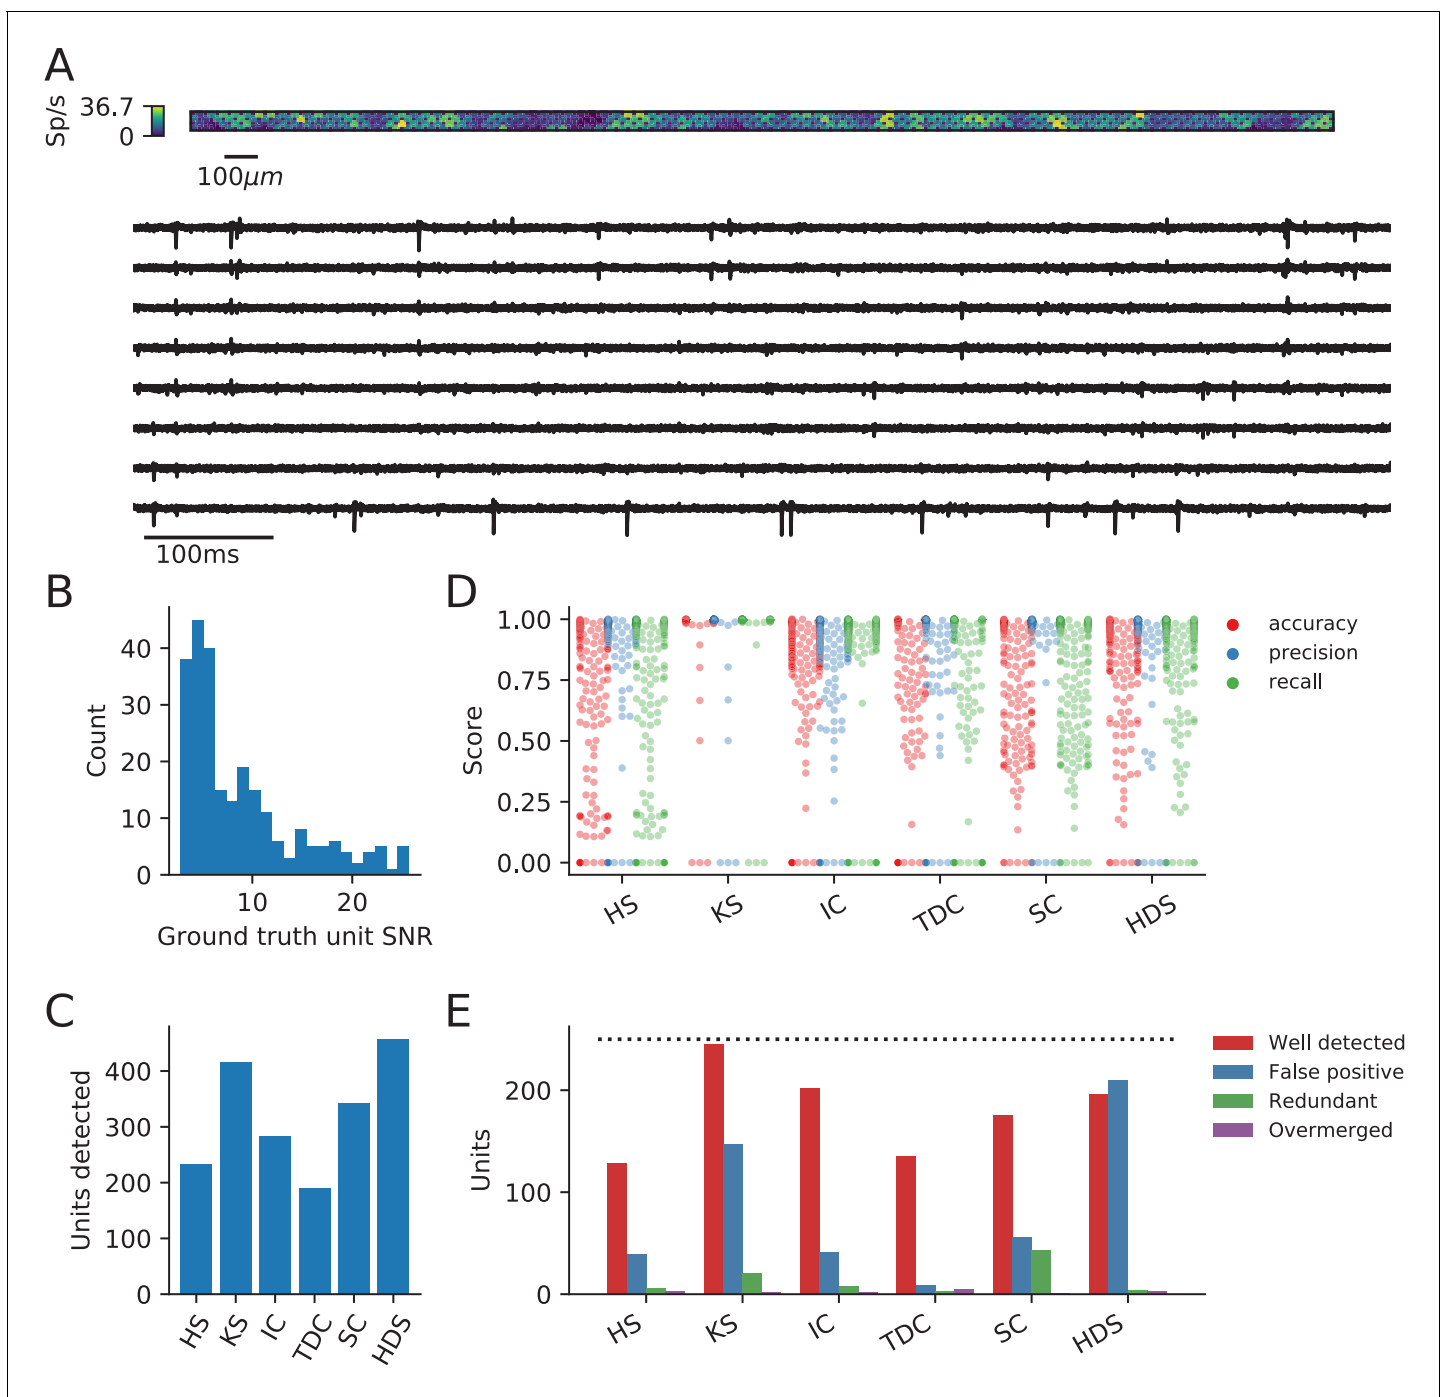 A
Sp/s
36.7
0
100μm
100ms
B
Count
40
30
20
10
0
10 20
Ground truth unit SNR
D
Score
1.00
0.75
0.50
0.25
0.00
HS KS IC TDC SC HDS
accuracy
precision
recall
C
Units detected
400
300
200
100
0
HS KS IC TDC SC HDS
E
Units
200
100
0
HS KS IC TDC SC HDS
Well detected
False positive
Redundant
Overmerged